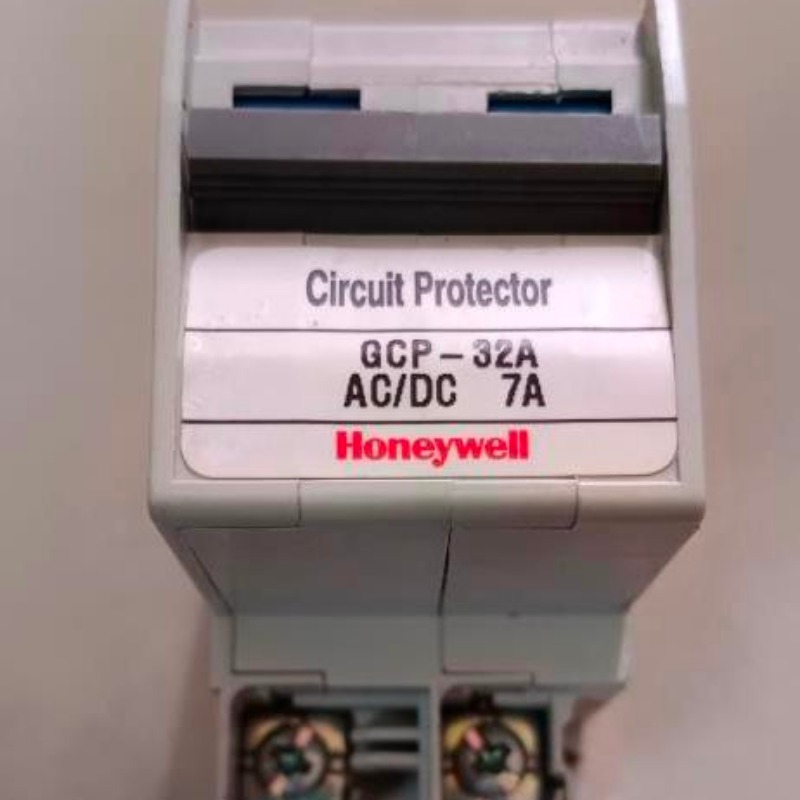 Circuit Protector
GCP-32A
AC/DC 7A
Honeywell